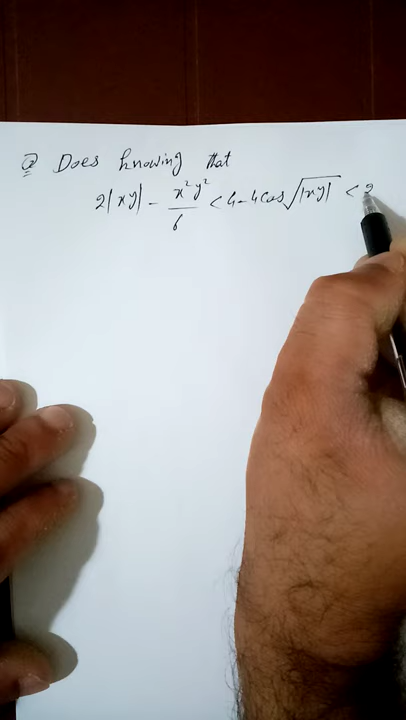 Q Does knowing that
2|xy| - x²y²/6 < 4-4cos√|xy| < 2